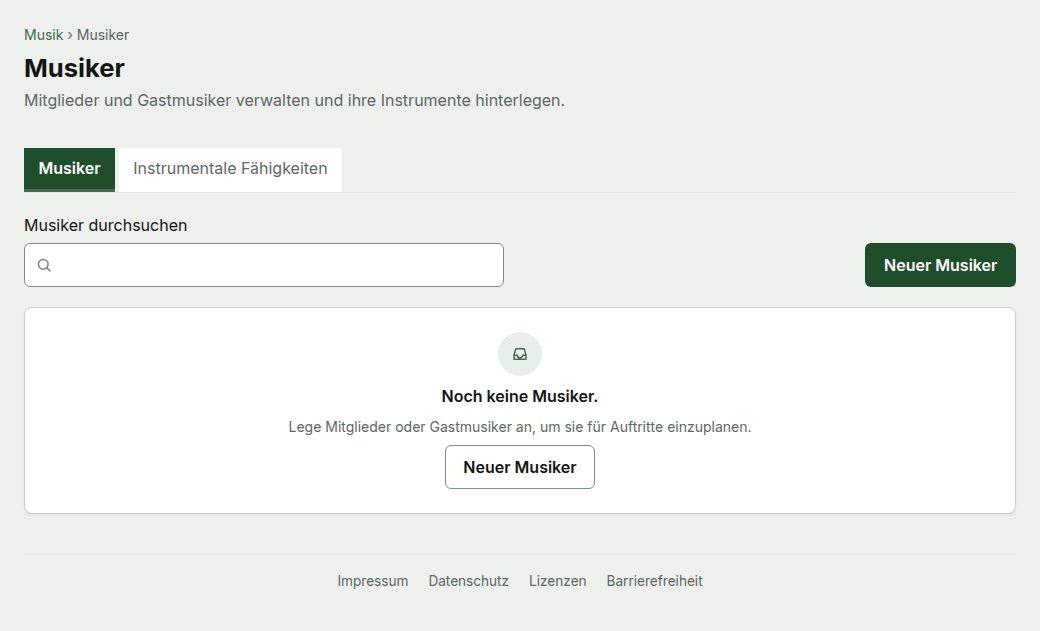 Musik › Musiker
Musiker
Mitglieder und Gastmusiker verwalten und ihre Instrumente hinterlegen.
Musiker
Instrumentale Fähigkeiten
Musiker durchsuchen
Neuer Musiker
Noch keine Musiker.
Lege Mitglieder oder Gastmusiker an, um sie für Auftritte einzuplanen.
Neuer Musiker
Impressum Datenschutz Lizenzen Barrierefreiheit